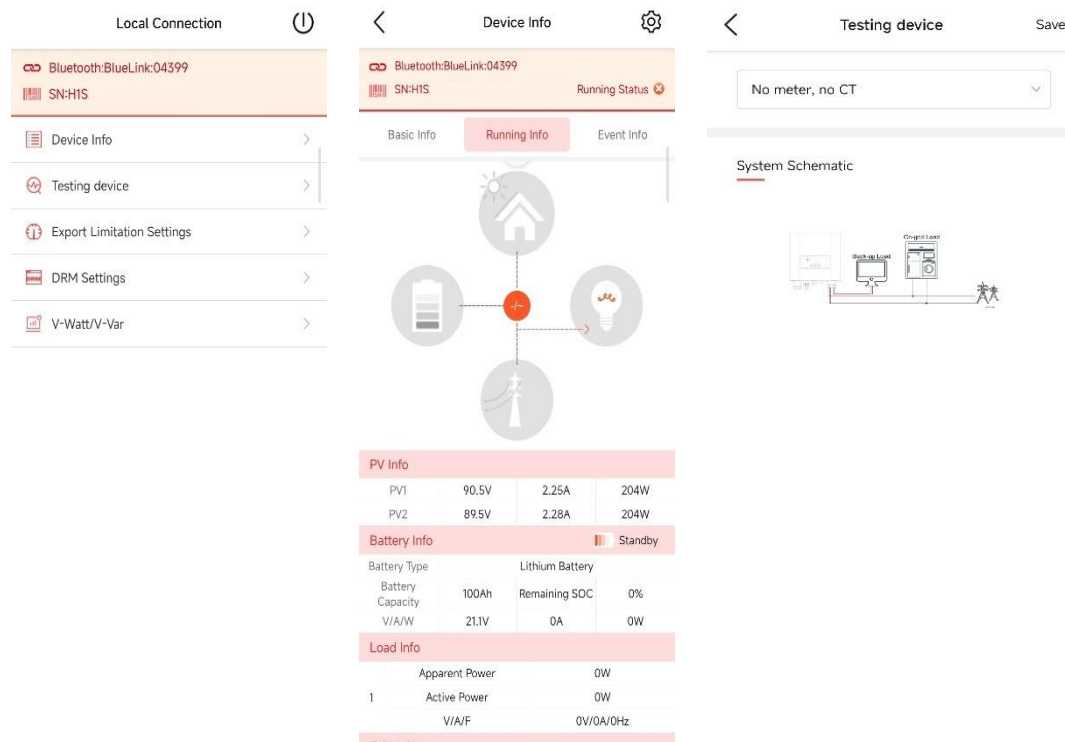 Local Connection
Bluetooth:BlueLink:04399
SN:H1S
Device Info
Testing device
Export Limitation Settings
DRM Settings
V-Watt/V-Var
Device Info
Bluetooth:BlueLink:04399
SN:H1S
Running Status
Basic Info Running Info Event Info
PV Info
PV1 90.5V 2.25A 204W
PV2 89.5V 2.28A 204W
Battery Info Standby
Battery Type Lithium Battery
Battery Capacity 100Ah Remaining SOC 0%
V/A/W 21.1V 0A 0W
Load Info
Apparent Power 0W
1 Active Power 0W
V/A/F 0V/0A/0Hz
Testing device Save
No meter, no CT
System Schematic
On-grid Load
Back-up Load